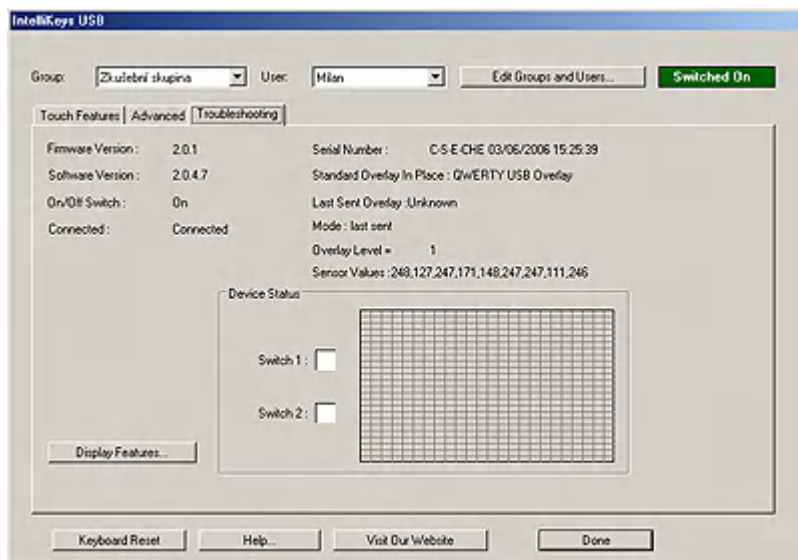 IntelliKeys USB
Group: Zkušební skupina User: Milan Edit Groups and Users... Switched On
Touch Features Advanced Troubleshooting
Firmware Version : 2.0.1 Serial Number : C-S-E-CHE 03/06/2006 15:25:39
Software Version : 2.0.4.7 Standard Overlay In Place : QWERTY USB Overlay
On/Off Switch : On Last Sent Overlay :Unknown
Connected : Connected Mode : last sent
Overlay Level = 1
Sensor Values :248,127,247,171,148,247,247,111,246
Device Status
Switch 1 :
Switch 2 :
Display Features...
Keyboard Reset Help... Visit Our Website Done